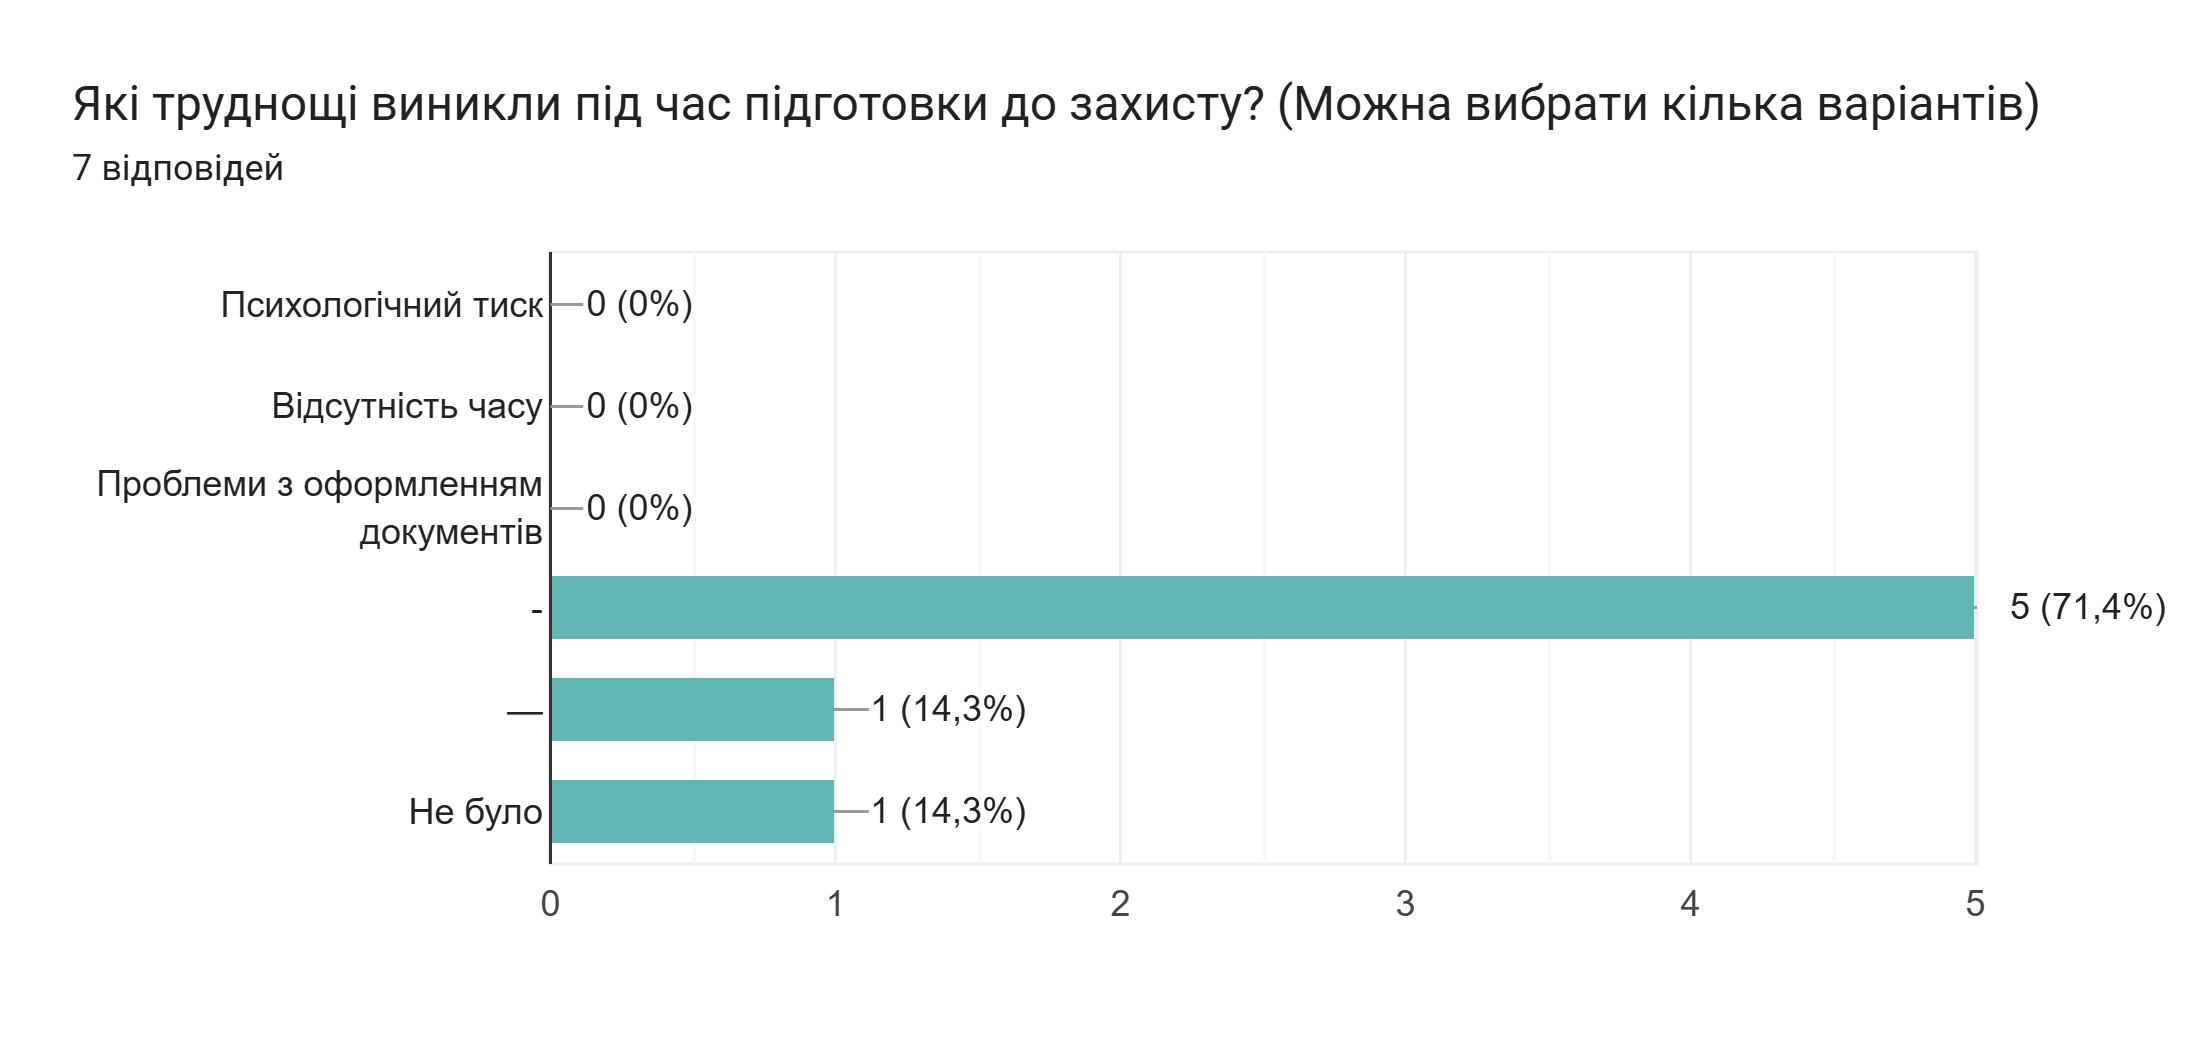 Які труднощі виникли під час підготовки до захисту? (Можна вибрати кілька варіантів)
7 відповідей
Психологічний тиск 0 (0%)
Відсутність часу 0 (0%)
Проблеми з оформленням
документів 0 (0%)
- 5 (71,4%)
— 1 (14,3%)
Не було 1 (14,3%)
0 1 2 3 4 5